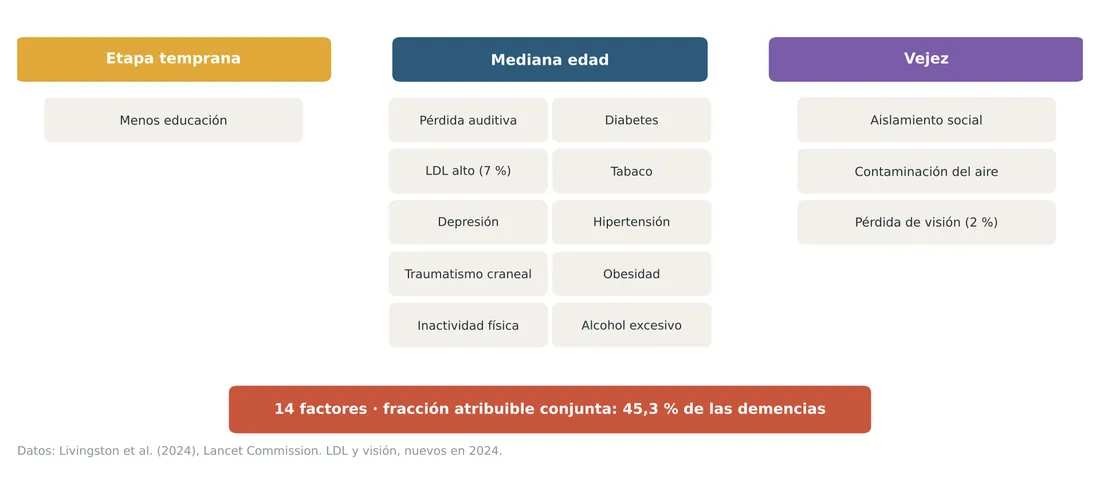 Etapa temprana
Mediana edad
Vejez
Menos educación
Pérdida auditiva
Diabetes
Aislamiento social
LDL alto (7 %)
Tabaco
Contaminación del aire
Depresión
Hipertensión
Pérdida de visión (2 %)
Traumatismo craneal
Obesidad
Inactividad física
Alcohol excesivo
14 factores · fracción atribuible conjunta: 45,3 % de las demencias
Datos: Livingston et al. (2024), Lancet Commission. LDL y visión, nuevos en 2024.